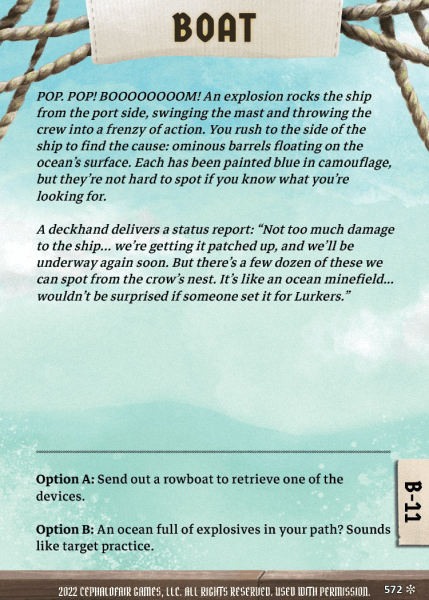 BOAT
POP. POP! BOOOOOOOOM! An explosion rocks the ship
from the port side, swinging the mast and throwing the
crew into a frenzy of action. You rush to the side of the
ship to find the cause: ominous barrels floating on the
ocean's surface. Each has been painted blue in camouflage,
but they're not hard to spot if you know what you're
looking for.
A deckhand delivers a status report: “Not too much damage
to the ship... we're getting it patched up, and we'll be
underway again soon. But there's a few dozen of these we
can spot from the crow's nest. It's like an ocean minefield...
wouldn't be surprised if someone set it for Lurkers.”
Option A: Send out a rowboat to retrieve one of the
devices.
Option B: An ocean full of explosives in your path? Sounds
like target practice.
B-11
2022 CEPHALOFAIR GAMES, LLC. ALL RIGHTS RESERVED. USED WITH PERMISSION.
572